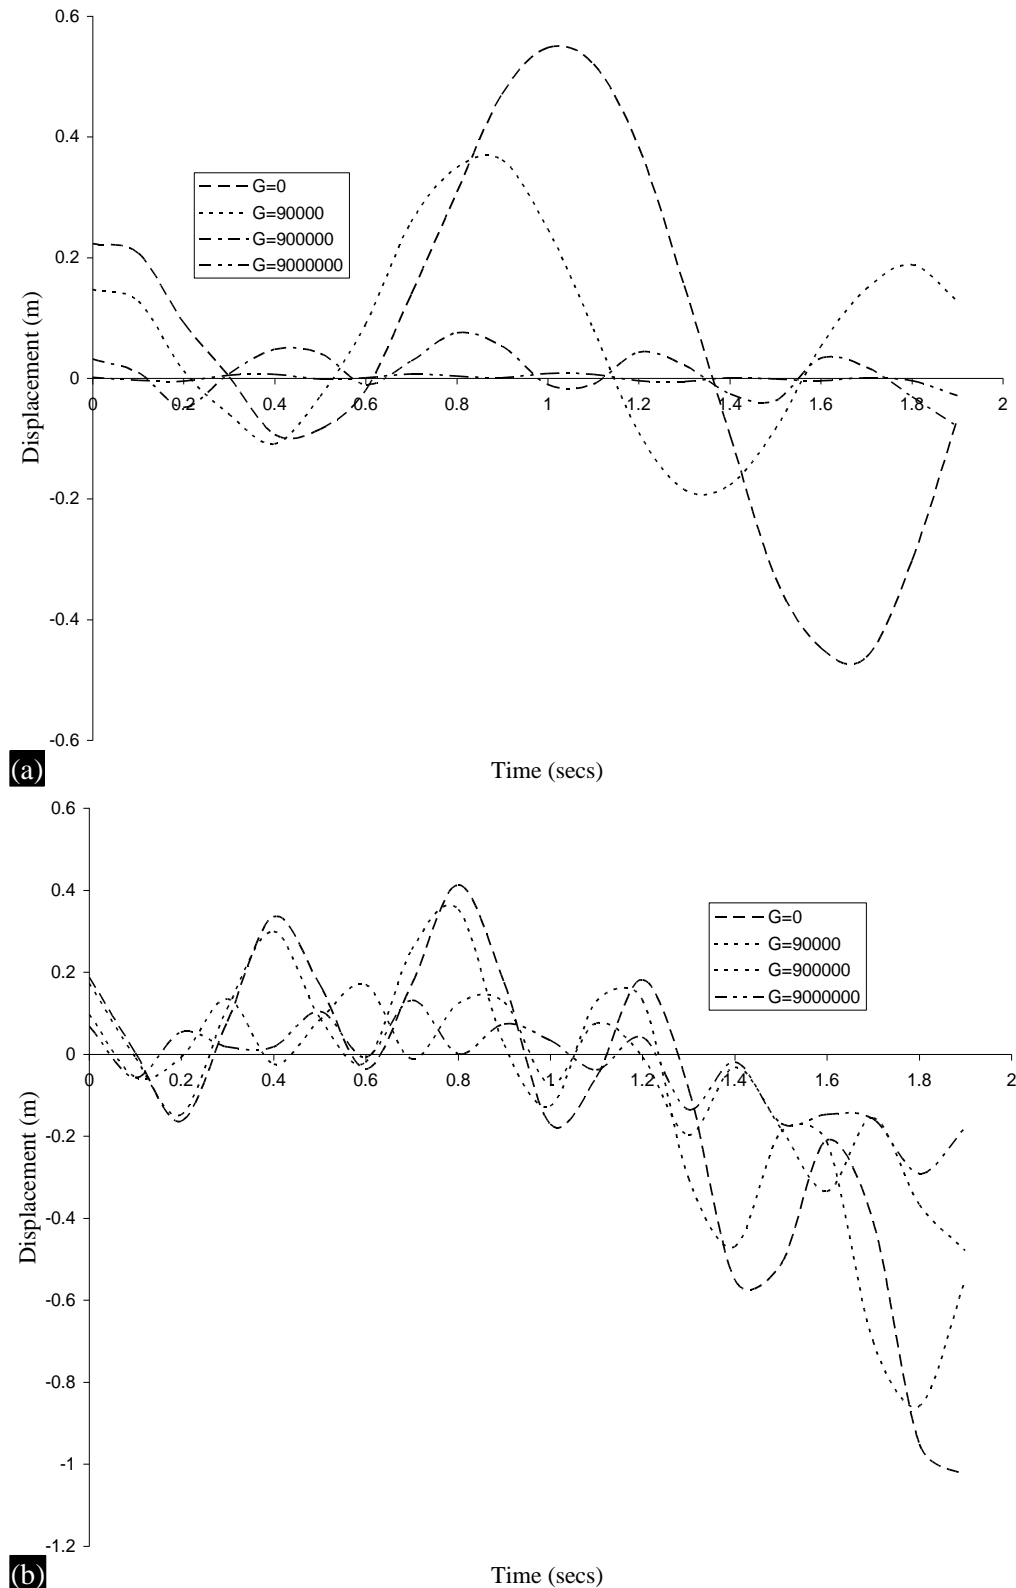 0.6
0.4
G=0
G=90000
G=900000
G=9000000
0.2
0
0 0.2 0.4 0.6 0.8 1 1.2 1.4 1.6 1.8 2
-0.2
-0.4
-0.6
Displacement (m)
(a)
Time (secs)
0.6
0.4
G=0
G=90000
G=900000
G=9000000
0.2
0
0 0.2 0.4 0.6 0.8 1 1.2 1.4 1.6 1.8 2
-0.2
-0.4
-0.6
-0.8
-1
-1.2
Displacement (m)
(b)
Time (secs)